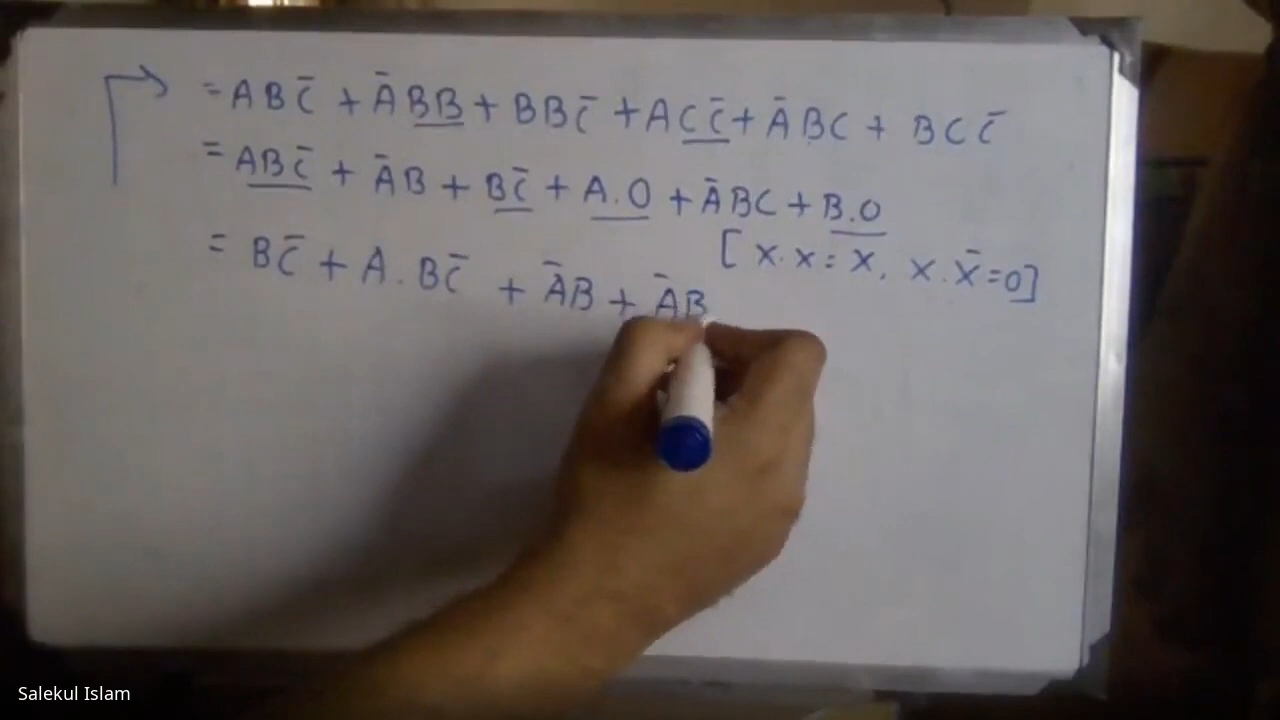 = ABC̄ + ĀBB + BBC̄ + ACC̄ + ĀBC + BCC̄
= ABC̄ + ĀB + BC̄ + A.0 + ĀBC + B.0
[ X.X = X, X.X̄ = 0]
= BC̄ + A.BC̄ + ĀB + ĀB
Salekul Islam